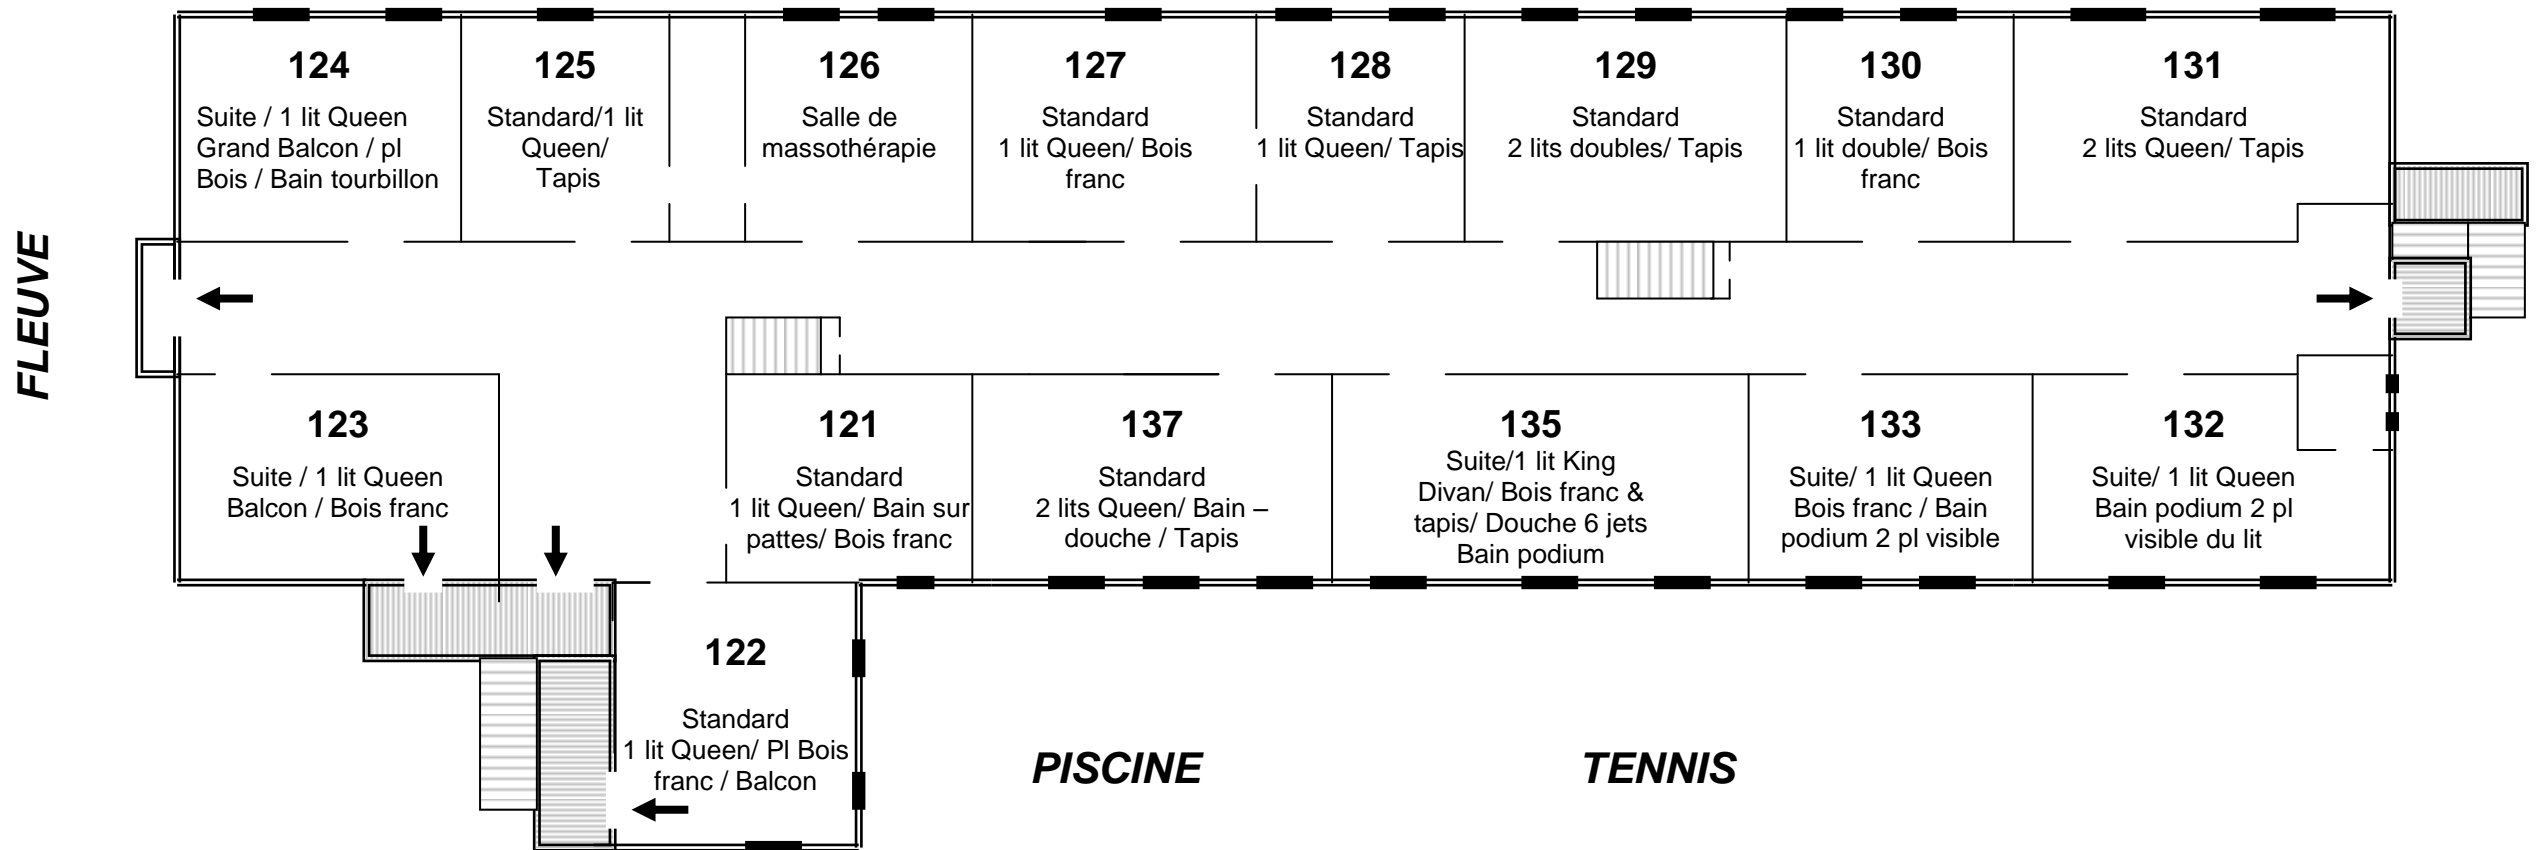 124
Suite / 1 lit Queen
Grand Balcon / pl
Bois / Bain tourbillon
125
Standard/1 lit
Queen/
Tapis
126
Salle de
massothérapie
127
Standard
1 lit Queen/ Bois
franc
128
Standard
1 lit Queen/ Tapis
129
Standard
2 lits doubles/ Tapis
130
Standard
1 lit double/ Bois
franc
131
Standard
2 lits Queen/ Tapis
FLEUVE
123
Suite / 1 lit Queen
Balcon / Bois franc
121
Standard
1 lit Queen/ Bain sur
pattes/ Bois franc
137
Standard
2 lits Queen/ Bain –
douche / Tapis
135
Suite/1 lit King
Divan/ Bois franc &
tapis/ Douche 6 jets
Bain podium
133
Suite/ 1 lit Queen
Bois franc / Bain
podium 2 pl visible
132
Suite/ 1 lit Queen
Bain podium 2 pl
visible du lit
122
Standard
1 lit Queen/ Pl Bois
franc / Balcon
PISCINE
TENNIS